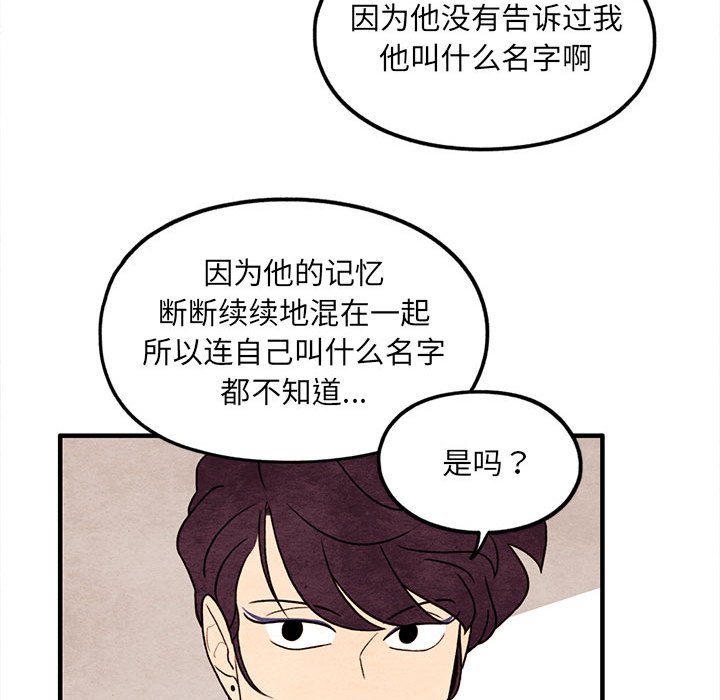 因为他没有告诉过我
他叫什么名字啊
因为他的记忆
断断续续地混在一起
所以连自己叫什么名字
都不知道...
是吗？